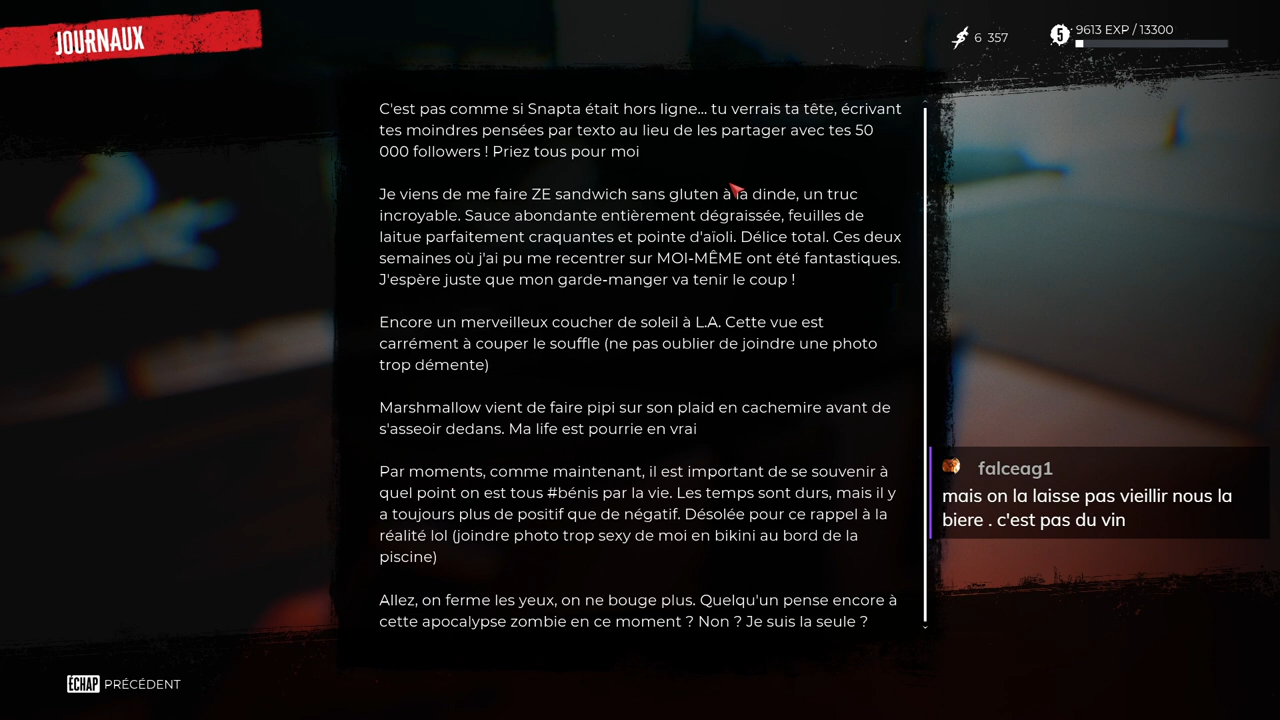 JOURNAUX
6 357
5
9613 EXP / 13300
C'est pas comme si Snapta était hors ligne... tu verrais ta tête, écrivant
tes moindres pensées par texto au lieu de les partager avec tes 50
000 followers ! Priez tous pour moi
Je viens de me faire ZE sandwich sans gluten à la dinde, un truc
incroyable. Sauce abondante entièrement dégraissée, feuilles de
laitue parfaitement craquantes et pointe d'aïoli. Délice total. Ces deux
semaines où j'ai pu me recentrer sur MOI-MÊME ont été fantastiques.
J'espère juste que mon garde-manger va tenir le coup !
Encore un merveilleux coucher de soleil à L.A. Cette vue est
carrément à couper le souffle (ne pas oublier de joindre une photo
trop démente)
Marshmallow vient de faire pipi sur son plaid en cachemire avant de
s'asseoir dedans. Ma life est pourrie en vrai
Par moments, comme maintenant, il est important de se souvenir à
quel point on est tous #bénis par la vie. Les temps sont durs, mais il y
a toujours plus de positif que de négatif. Désolée pour ce rappel à la
réalité lol (joindre photo trop sexy de moi en bikini au bord de la
piscine)
Allez, on ferme les yeux, on ne bouge plus. Quelqu'un pense encore à
cette apocalypse zombie en ce moment ? Non ? Je suis la seule ?
falceag1
mais on la laisse pas vieillir nous la
biere . c'est pas du vin
ÉCHAP PRÉCÉDENT